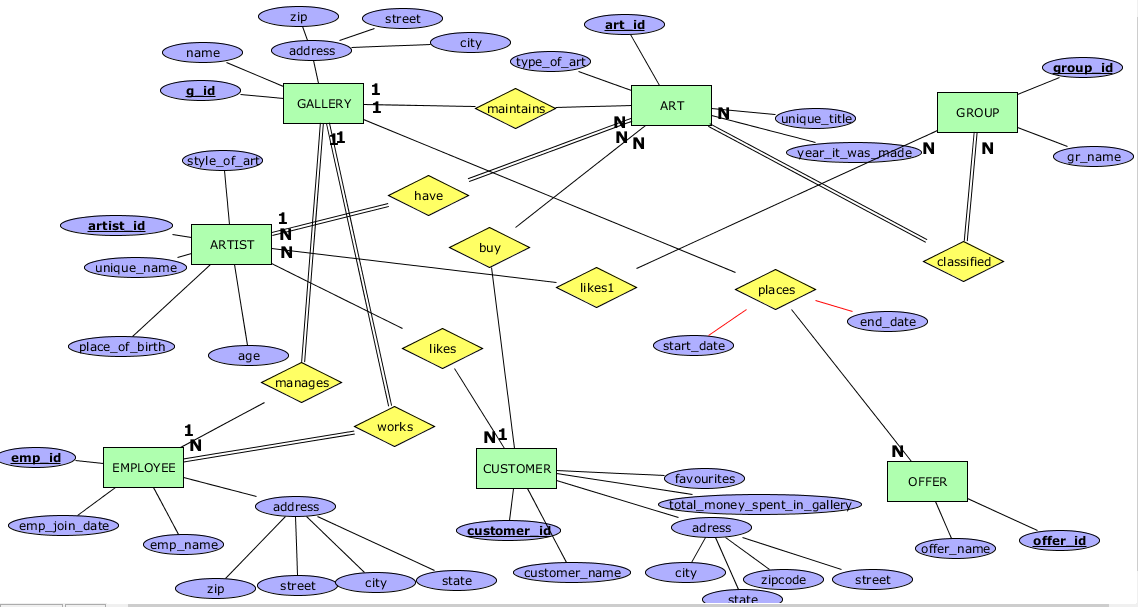 zip
street
address
city
name
g_id
GALLERY
1
1
1
1
maintains
art_id
type_of_art
ART
N
N
N
N
unique_title
year_it_was_made
group_id
GROUP
gr_name
N
N
style_of_art
have
artist_id
ARTIST
1
N
N
unique_name
place_of_birth
age
buy
likes1
classified
places
start_date
end_date
likes
manages
works
1
N
emp_id
EMPLOYEE
emp_join_date
emp_name
address
zip
street
city
state
N
1
CUSTOMER
favourites
total_money_spent_in_gallery
customer_id
adress
customer_name
city
zipcode
street
state
N
OFFER
offer_name
offer_id